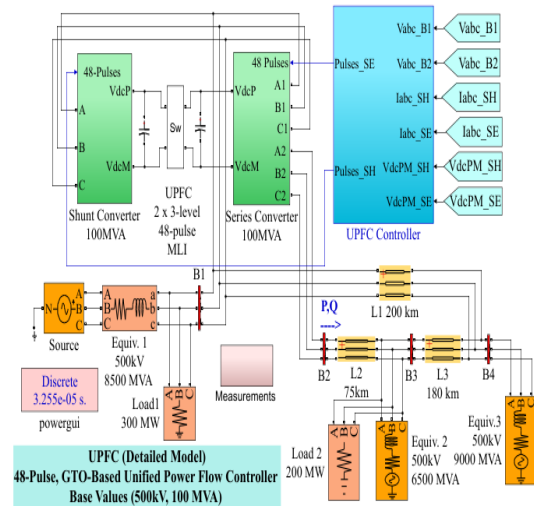 48-Pulses
VdcP
A
B
C
VdcM
Shunt Converter
100MVA
Sw
UPFC
2 x 3-level
48-pulse
MLI
48 Pulses
VdcP
A1
B1
C1
A2
VdcM
B2
C2
Series Converter
100MVA
Pulses_SE
Pulses_SH
Vabc_B1
Vabc_B2
Iabc_SH
Iabc_SE
VdcPM_SH
VdcPM_SE
UPFC Controller
Vabc_B1
Vabc_B2
Iabc_SH
Iabc_SE
VdcPM_SH
VdcPM_SE
B1
L1 200 km
P,Q
---->
N
A
B
C
Source
A
B
C
a
b
c
Equiv. 1
500kV
8500 MVA
B2
L2
75km
B3
L3
180 km
B4
Discrete
3.255e-05 s.
powergui
A
B
C
Load1
300 MW
Measurements
A
B
C
Load 2
200 MW
A
B
C
Equiv. 2
500kV
6500 MVA
A
B
C
Equiv.3
500kV
9000 MVA
UPFC (Detailed Model)
48-Pulse, GTO-Based Unified Power Flow Controller
Base Values (500kV, 100 MVA)